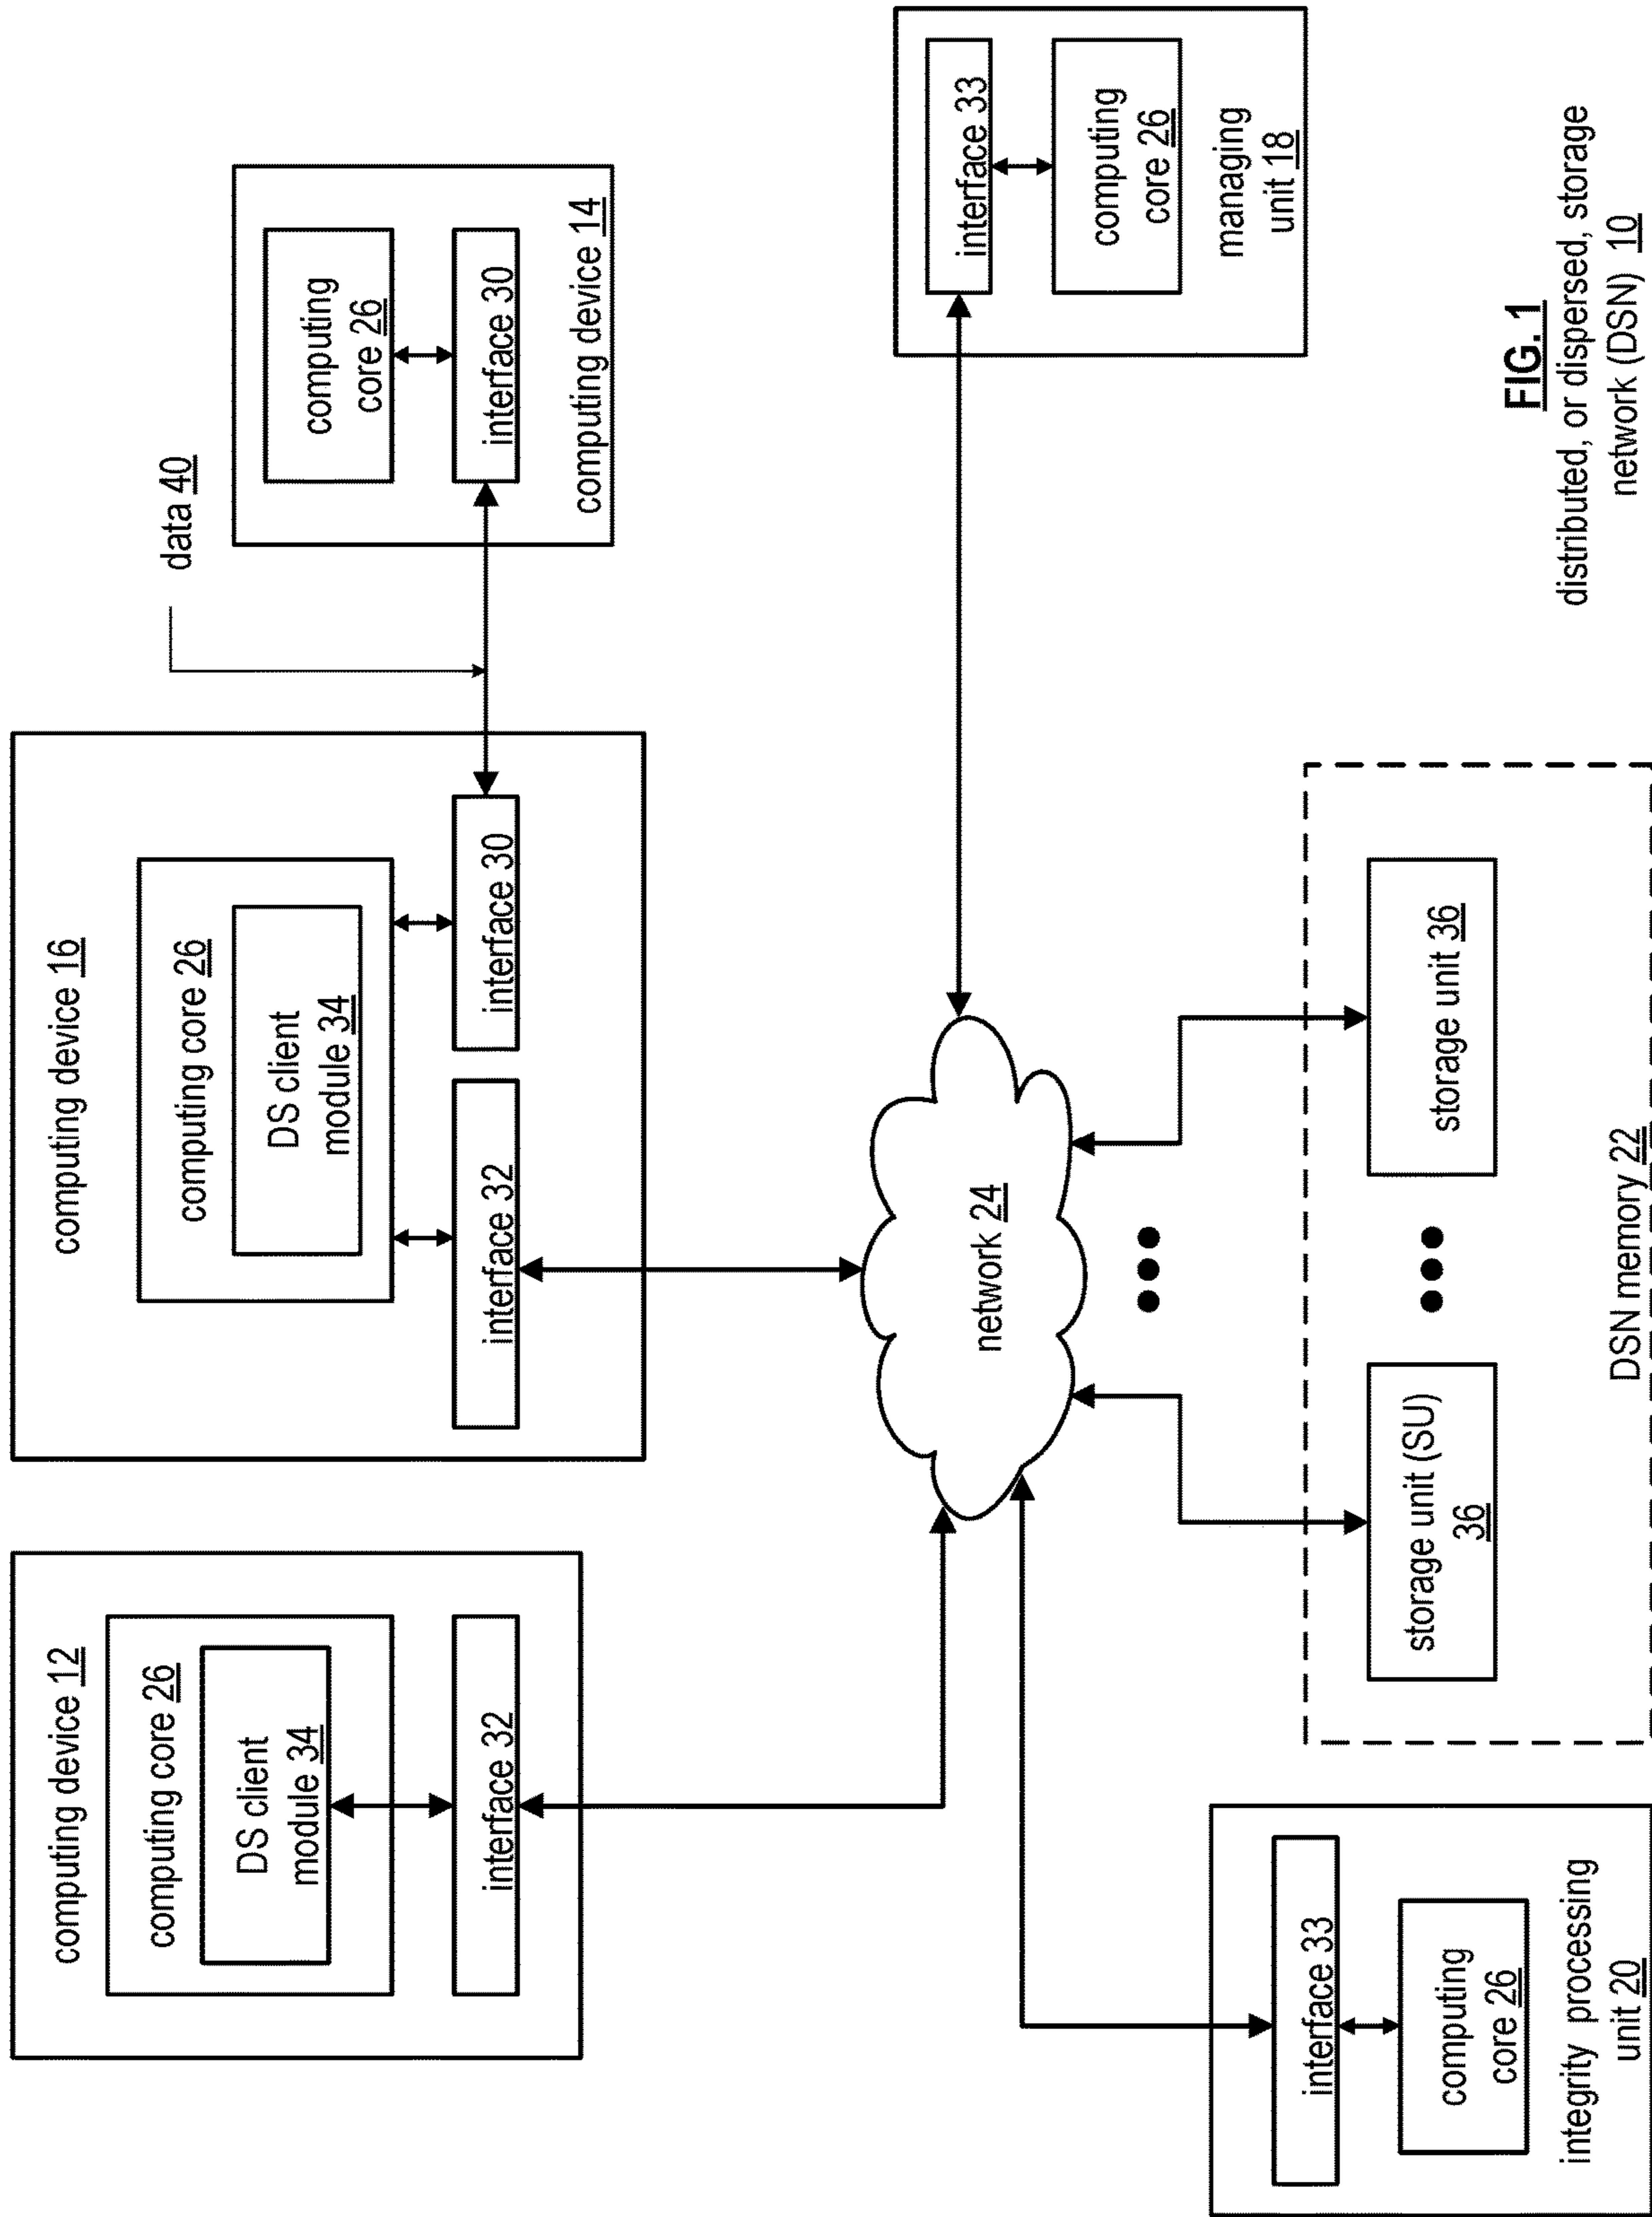 computing device 12
computing core 26
DS client
module 34
interface 32
computing device 16
computing core 26
DS client
module 34
interface 32
interface 30
data 40
computing
core 26
interface 30
computing device 14
network 24
interface 33
computing
core 26
managing
unit 18
interface 33
computing
core 26
integrity processing
unit 20
storage unit (SU)
36
storage unit 36
DSN memory 22
FIG. 1
distributed, or dispersed, storage
network (DSN) 10